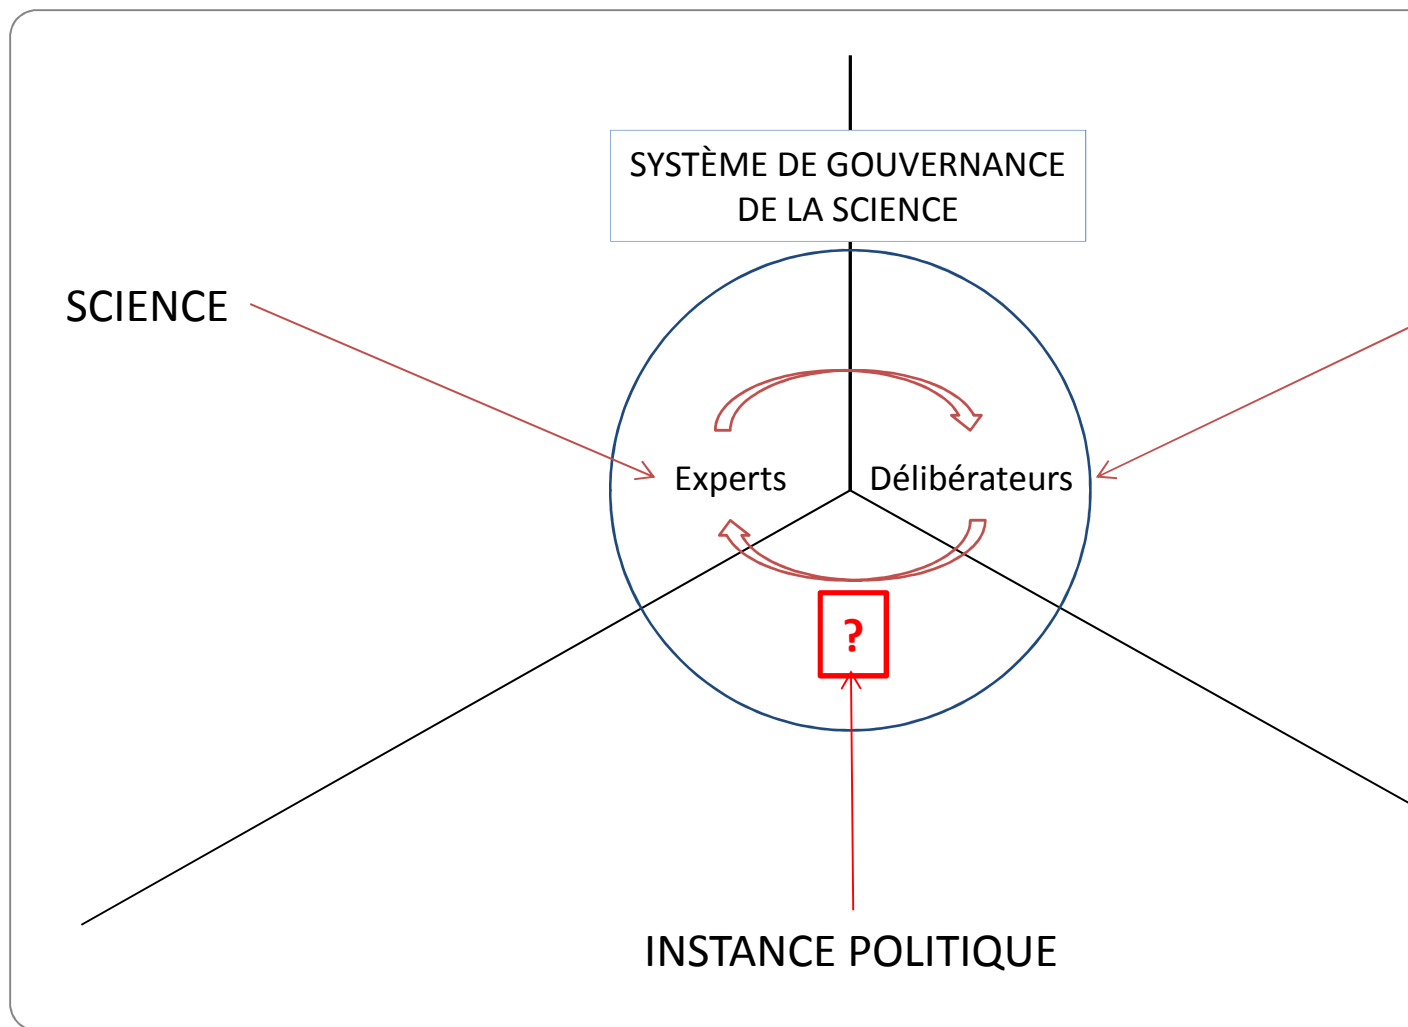 SYSTÈME DE GOUVERNANCE
DE LA SCIENCE
SCIENCE
Experts
Délibérateurs
?
INSTANCE POLITIQUE